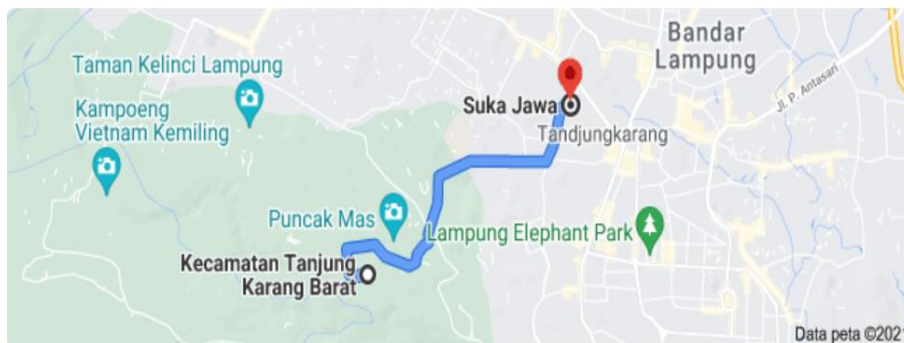 Bandar
Lampung
Taman Kelinci Lampung
Kampoeng
Vietnam Kemiling
Suka Jawa
Jl. P. Antasari
Tandjungkarang
Puncak Mas
Lampung Elephant Park
Kecamatan Tanjung
Karang Barat
Data peta ©2021